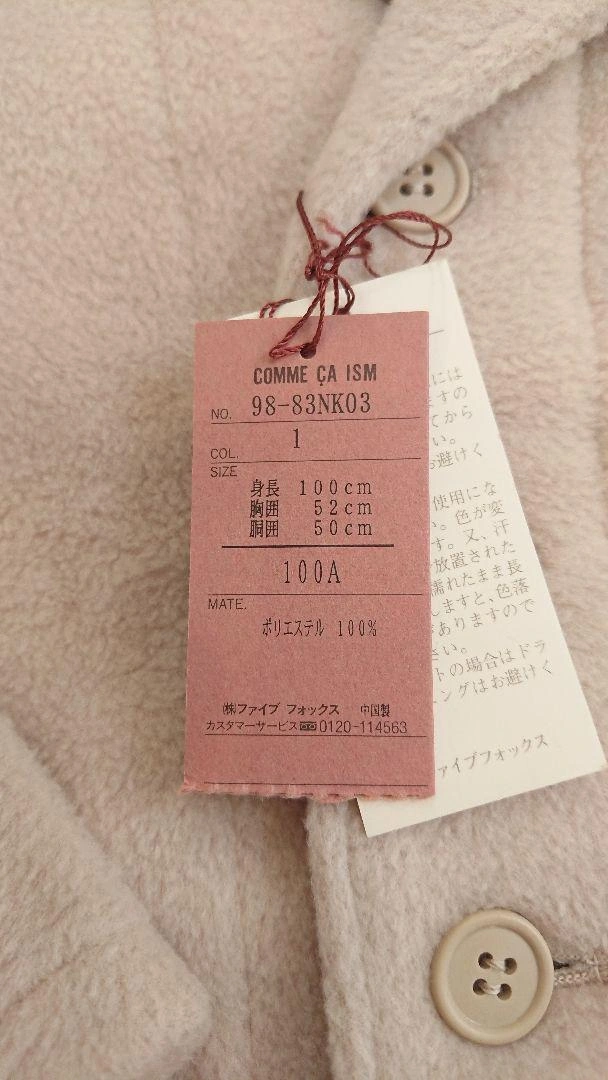 COMME ÇA ISM
NO. 98-83NK03
COL. 1
SIZE
身長 100cm
胸囲 52cm
胴囲 50cm
100A
MATE.
ポリエステル 100%
㈱ファイブ フォックス 中国製
カスタマーサービス 0120-114563
には
ますの
てから
い。
お避けく
使用にな
い。色が変
す。又、汗
放置された
濡れたまま長
しますと、色落
がありますので
さい。
トの場合はドラ
ングはお避けく
ァイブフォックス